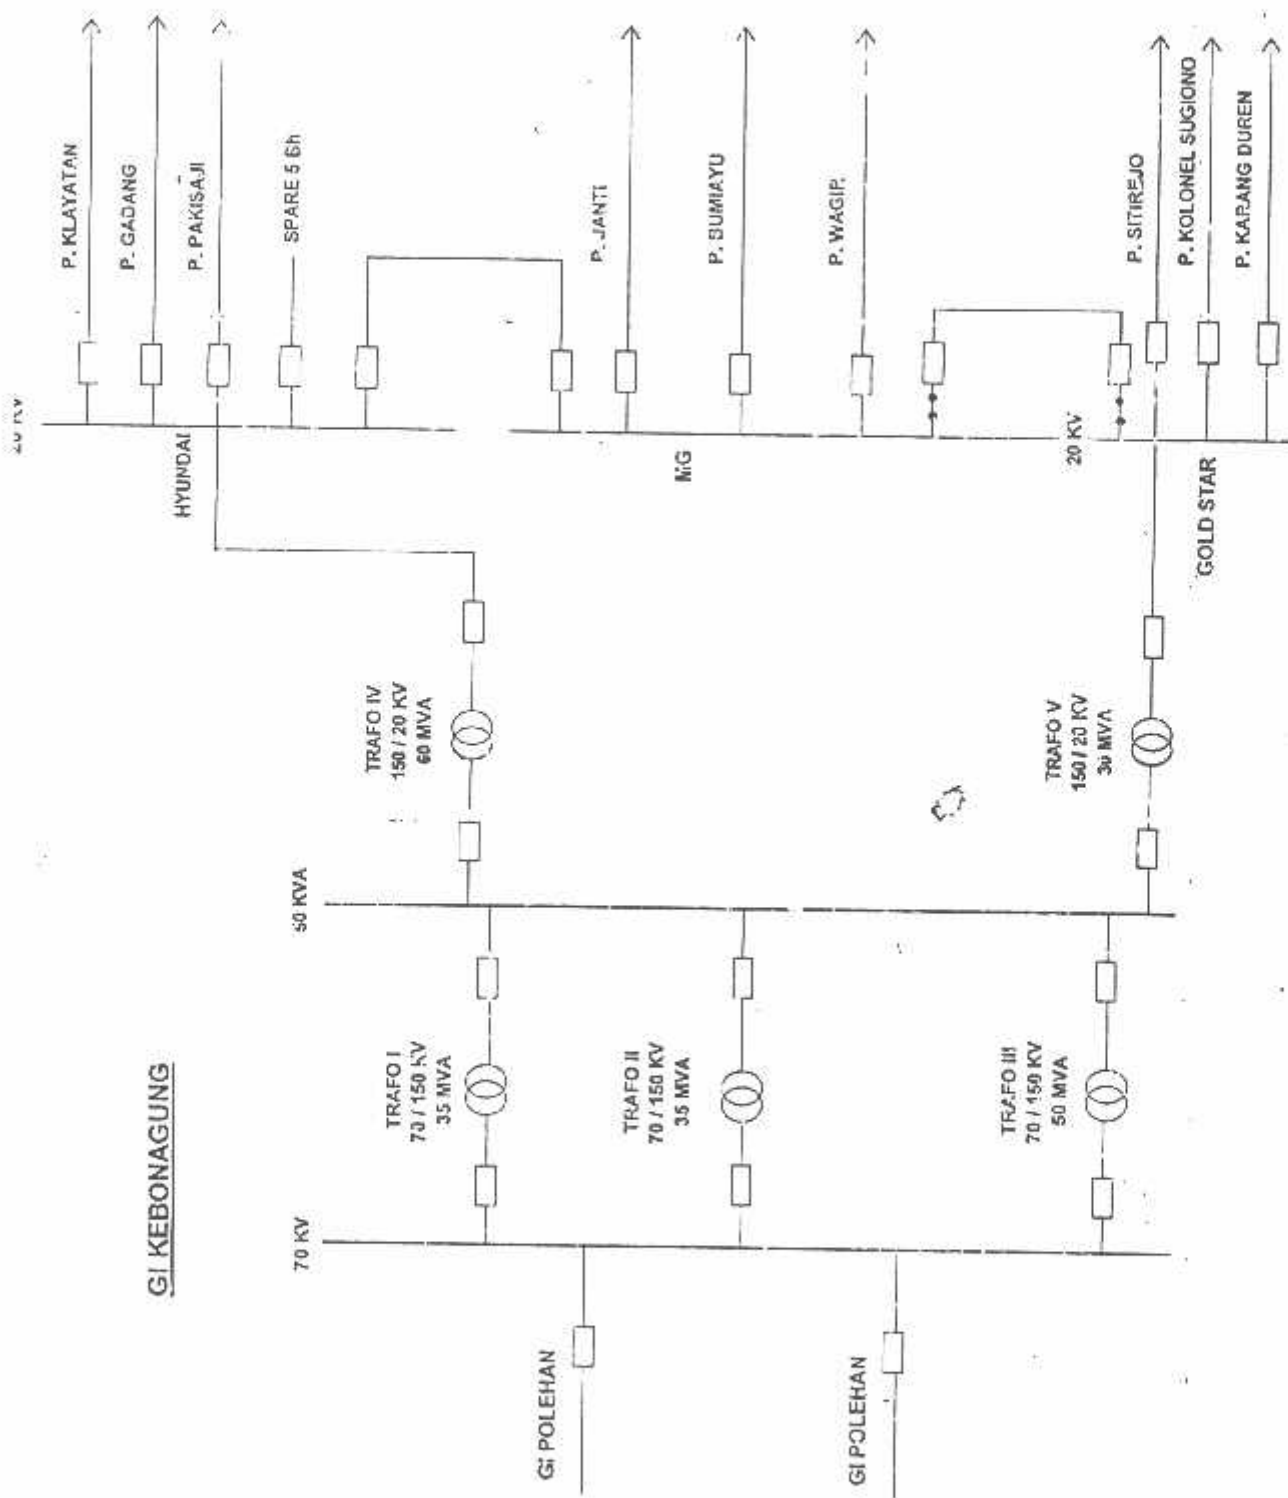 GI KEBONAGUNG
GI POLEHAN
GI POLEHAN
70 KV
TRAFO I
70 / 150 KV
35 MVA
TRAFO II
70 / 150 KV
35 MVA
TRAFO III
70 / 150 KV
50 MVA
50 KVA
TRAFO IV
150 / 20 KV
60 MVA
TRAFO V
150 / 20 KV
30 MVA
HYUNDAI
MG
20 KV
GOLD STAR
P. KLAYATAN
P. GADANG
P. PAKISAJI
SPARE 5 Bh
P. JANTI
P. BUMIAYU
P. WAGIR
P. SITIREJO
P. KOLONEL SUGIONO
P. KARANG DUREN